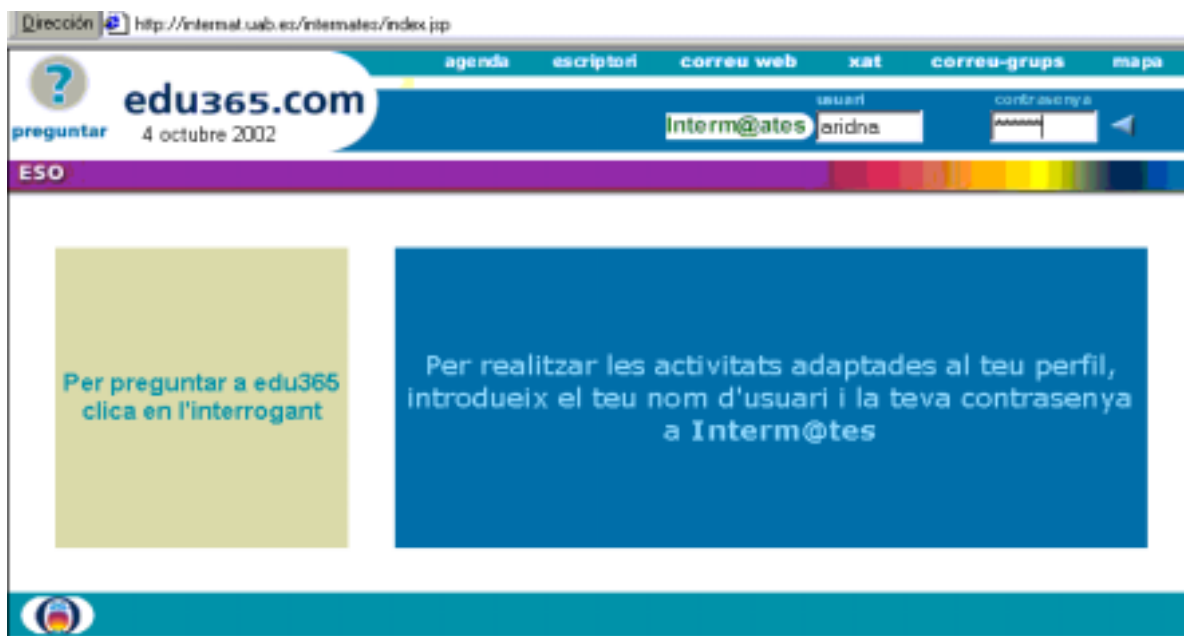 Dirección http://intermat.uab.es/intermates/index.jsp
agenda escriptori correu web xat correu-grups mapa
?
edu365.com
usuari contrasenya
preguntar 4 octubre 2002 Interm@ates aridna ******
ESO
Per preguntar a edu365
clica en l'interrogant
Per realitzar les activitats adaptades al teu perfil,
introdueix el teu nom d'usuari i la teva contrasenya
a Interm@tes